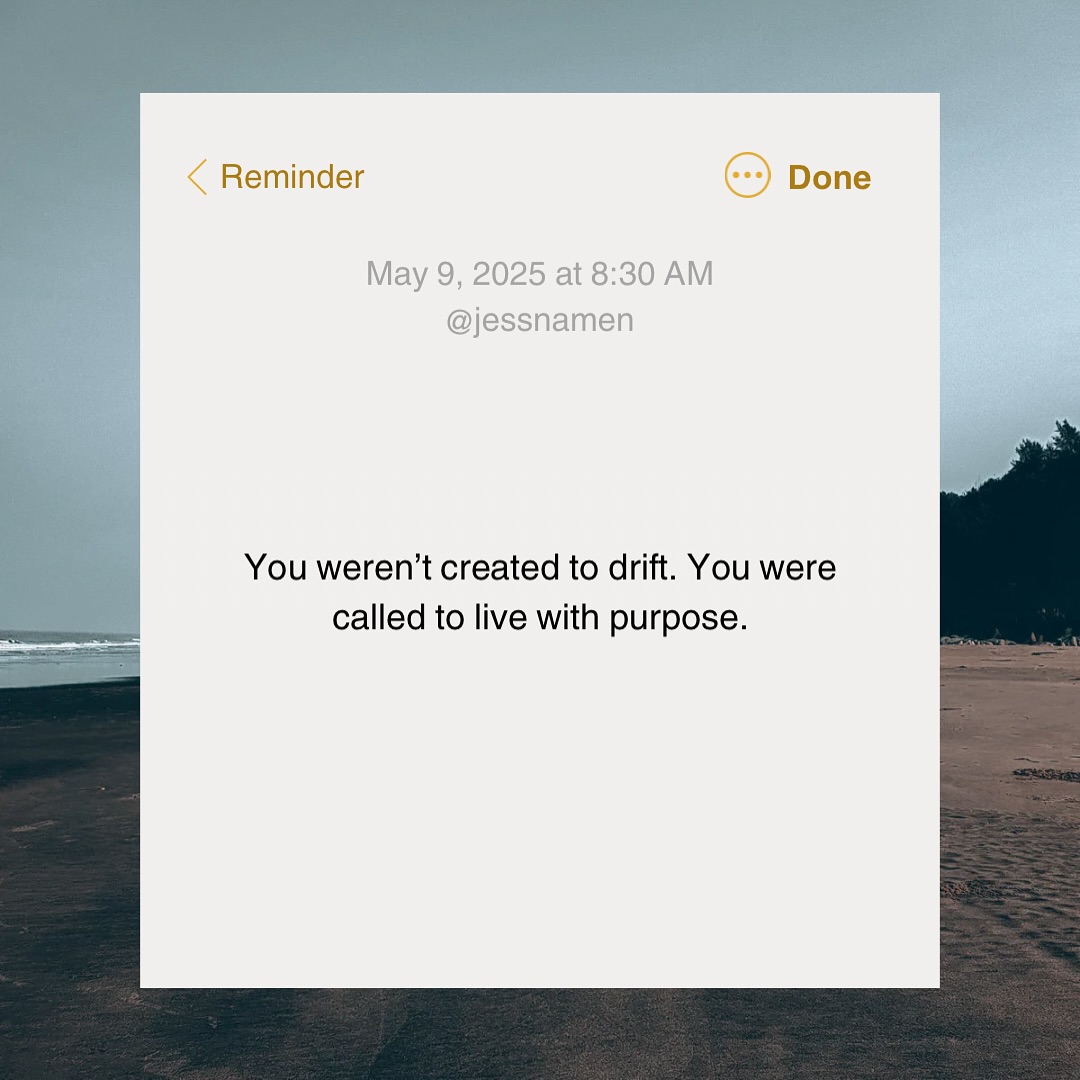 Reminder
Done
May 9, 2025 at 8:30 AM
@jessnamen
You weren’t created to drift. You were
called to live with purpose.